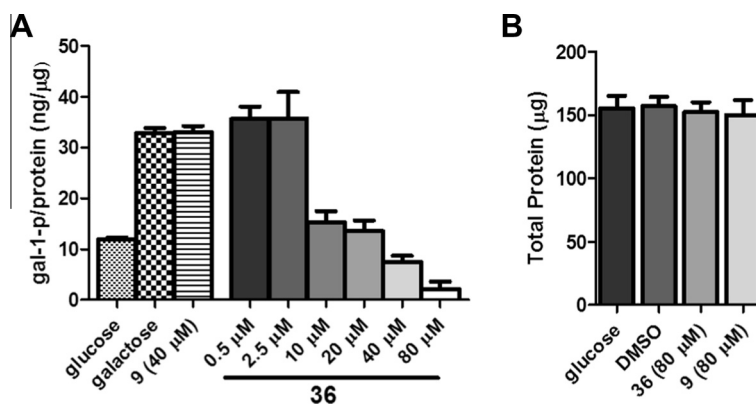 A
gal-1-p/protein (ng/µg)
50
40
30
20
10
0
glucose
galactose
9 (40 µM)
0.5 µM
2.5 µM
10 µM
20 µM
40 µM
80 µM
36
B
Total Protein (µg)
200
150
100
50
0
glucose
DMSO
36 (80 µM)
9 (80 µM)